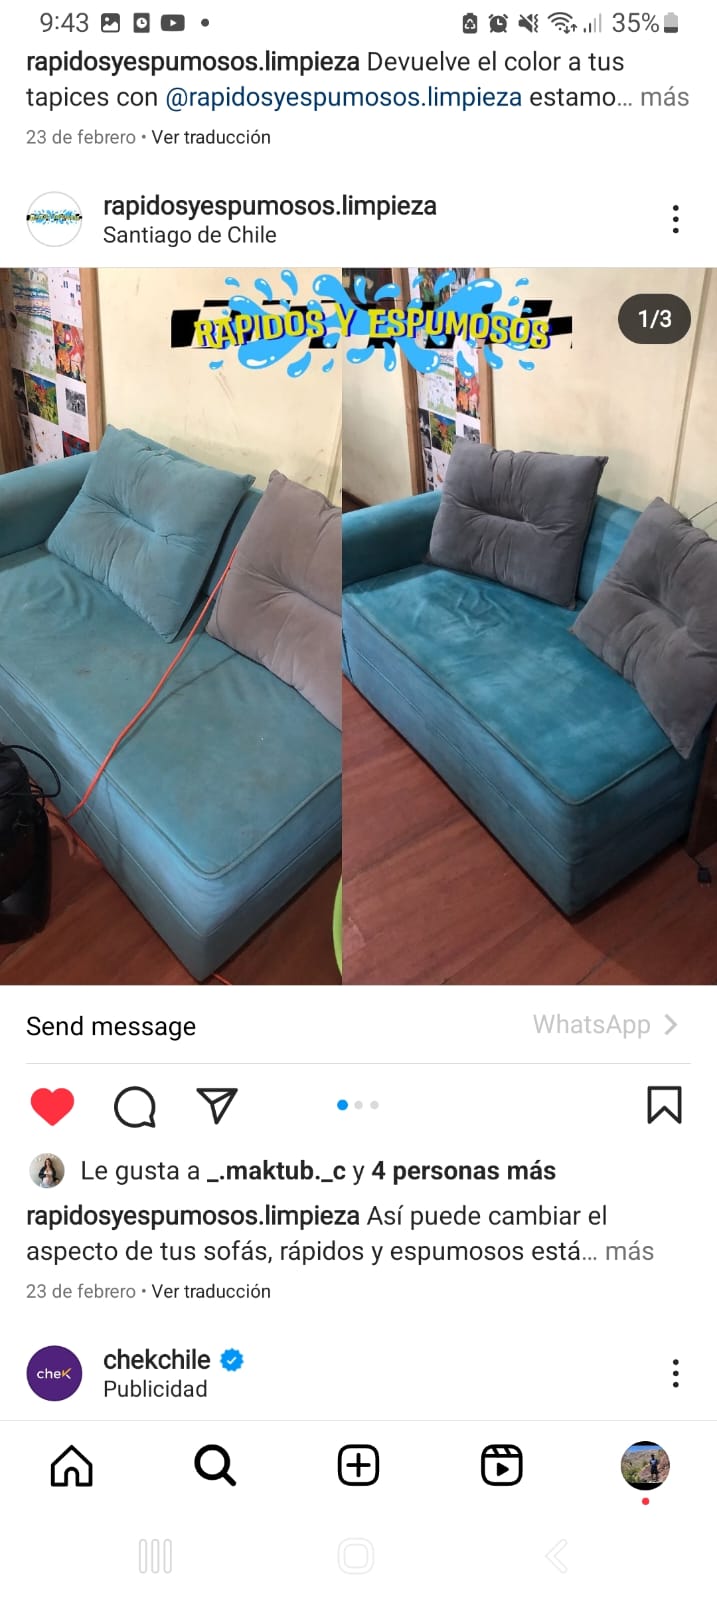 9:43 35%
rapidosyespumosos.limpieza Devuelve el color a tus
tapices con @rapidosyespumosos.limpieza estamo... más
23 de febrero • Ver traducción
rapidosyespumosos.limpieza
Santiago de Chile
RAPIDOS Y ESPUMOSOS
1/3
Send message WhatsApp
Le gusta a _.maktub._c y 4 personas más
rapidosyespumosos.limpieza Así puede cambiar el
aspecto de tus sofás, rápidos y espumosos está... más
23 de febrero • Ver traducción
cheK
chekchile
Publicidad